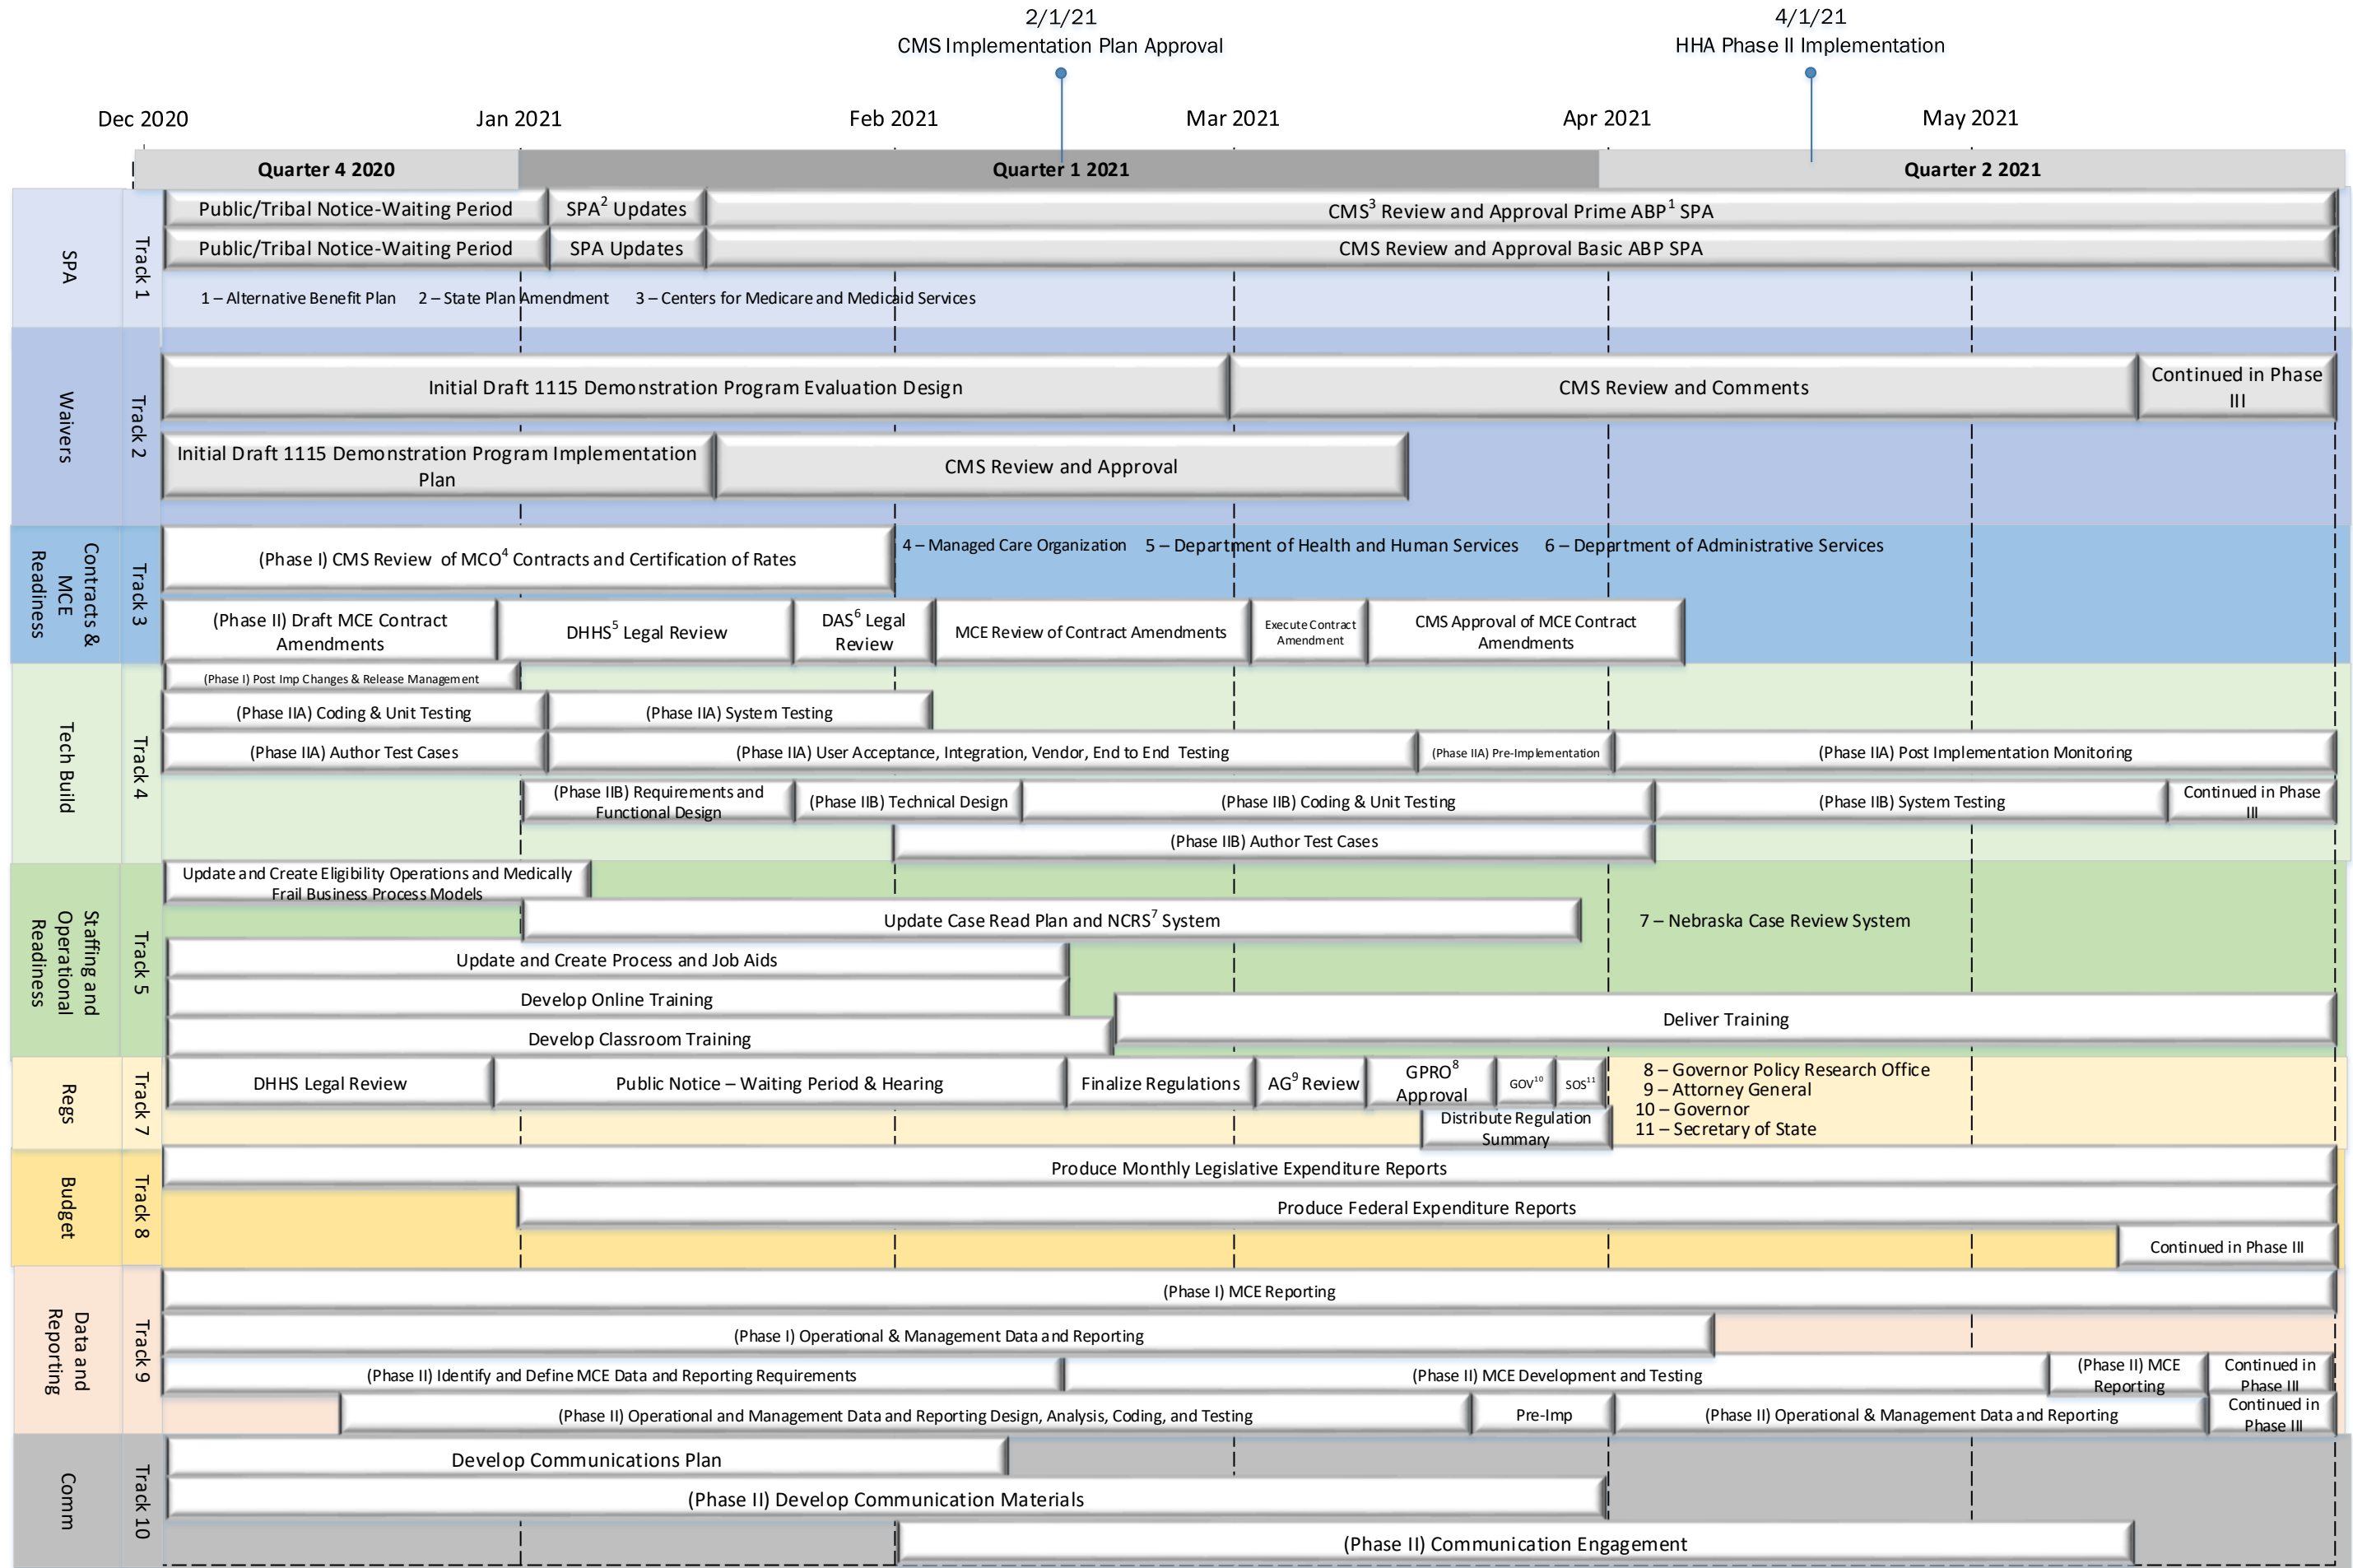 2/1/21
CMS Implementation Plan Approval
4/1/21
HHA Phase II Implementation
Dec 2020
Jan 2021
Feb 2021
Mar 2021
Apr 2021
May 2021
Quarter 4 2020
Quarter 1 2021
Quarter 2 2021
SPA
Track 1
Public/Tribal Notice-Waiting Period
SPA2 Updates
CMS3 Review and Approval Prime ABP1 SPA
Public/Tribal Notice-Waiting Period
SPA Updates
CMS Review and Approval Basic ABP SPA
1 – Alternative Benefit Plan
2 – State Plan Amendment
3 – Centers for Medicare and Medicaid Services
Waivers
Track 2
Initial Draft 1115 Demonstration Program Evaluation Design
CMS Review and Comments
Continued in Phase
III
Initial Draft 1115 Demonstration Program Implementation
Plan
CMS Review and Approval
Contracts &
MCE
Readiness
Track 3
(Phase I) CMS Review of MCO4 Contracts and Certification of Rates
4 – Managed Care Organization
5 – Department of Health and Human Services
6 – Department of Administrative Services
(Phase II) Draft MCE Contract
Amendments
DHHS5 Legal Review
DAS6 Legal
Review
MCE Review of Contract Amendments
Execute Contract
Amendment
CMS Approval of MCE Contract
Amendments
Tech Build
Track 4
(Phase I) Post Imp Changes & Release Management
(Phase IIA) Coding & Unit Testing
(Phase IIA) System Testing
(Phase IIA) Author Test Cases
(Phase IIA) User Acceptance, Integration, Vendor, End to End Testing
(Phase IIA) Pre-Implementation
(Phase IIA) Post Implementation Monitoring
(Phase IIB) Requirements and
Functional Design
(Phase IIB) Technical Design
(Phase IIB) Coding & Unit Testing
(Phase IIB) System Testing
Continued in Phase
III
(Phase IIB) Author Test Cases
Staffing and
Operational
Readiness
Track 5
Update and Create Eligibility Operations and Medically
Frail Business Process Models
Update Case Read Plan and NCRS7 System
7 – Nebraska Case Review System
Update and Create Process and Job Aids
Develop Online Training
Deliver Training
Develop Classroom Training
Regs
Track 7
DHHS Legal Review
Public Notice – Waiting Period & Hearing
Finalize Regulations
AG9 Review
GPRO8
Approval
GOV10
SOS11
Distribute Regulation
Summary
8 – Governor Policy Research Office
9 – Attorney General
10 – Governor
11 – Secretary of State
Budget
Track 8
Produce Monthly Legislative Expenditure Reports
Produce Federal Expenditure Reports
Continued in Phase III
Data and
Reporting
Track 9
(Phase I) MCE Reporting
(Phase I) Operational & Management Data and Reporting
(Phase II) Identify and Define MCE Data and Reporting Requirements
(Phase II) MCE Development and Testing
(Phase II) MCE
Reporting
Continued in
Phase III
(Phase II) Operational and Management Data and Reporting Design, Analysis, Coding, and Testing
Pre-Imp
(Phase II) Operational & Management Data and Reporting
Continued in
Phase III
Comm
Track 10
Develop Communications Plan
(Phase II) Develop Communication Materials
(Phase II) Communication Engagement